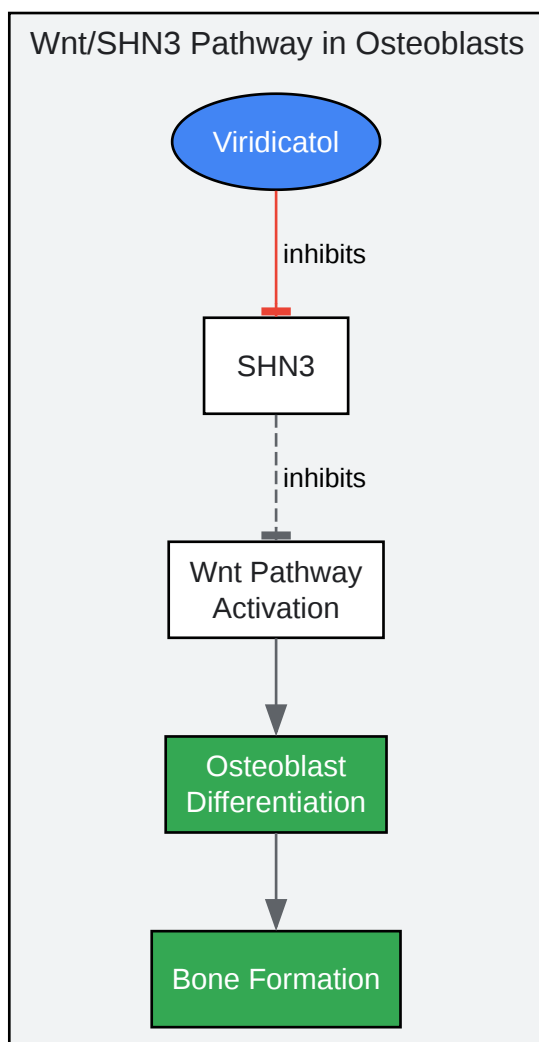 Wnt/SHN3 Pathway in Osteoblasts
Viridicatol
inhibits
SHN3
inhibits
Wnt Pathway
Activation
Osteoblast
Differentiation
Bone Formation